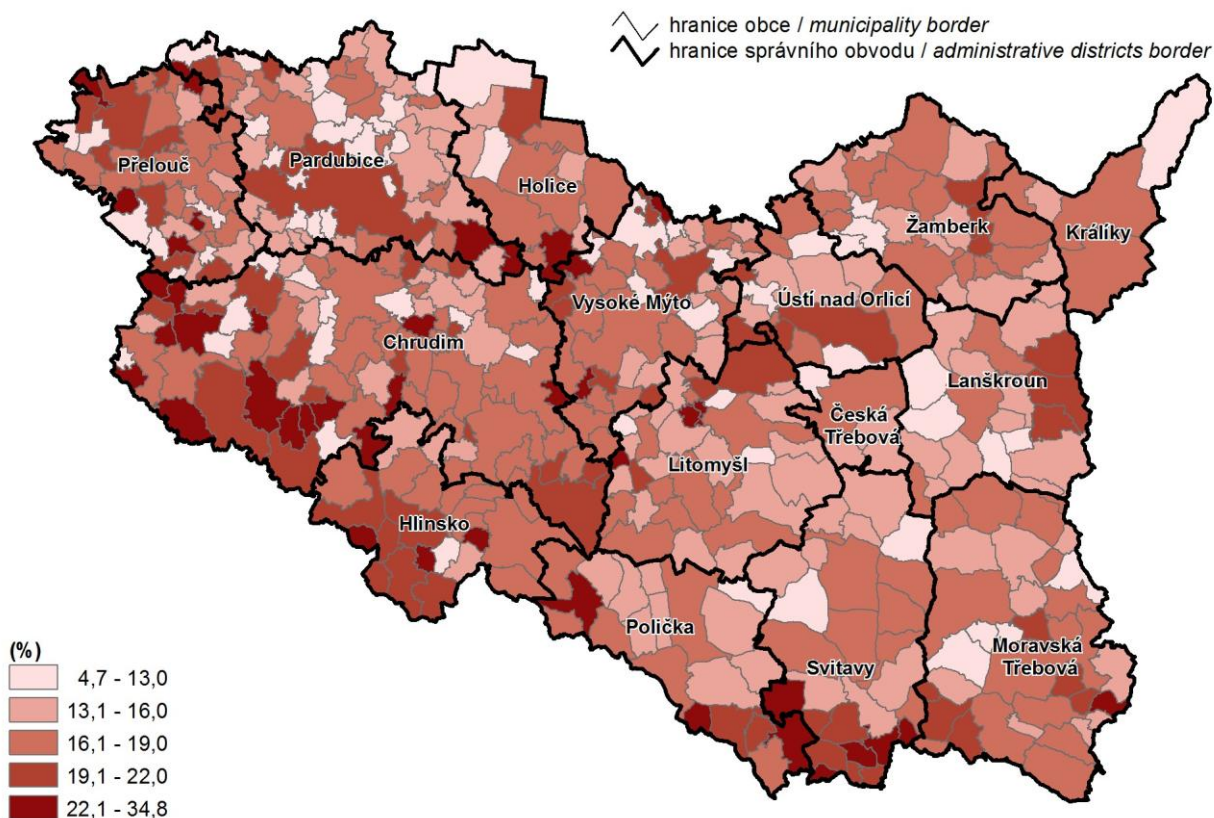 hranice obce / municipality border
hranice správního obvodu / administrative districts border
Přelouč
Pardubice
Holice
Žamberk
Králíky
Vysoké Mýto
Ústí nad Orlicí
Chrudim
Lanškroun
Česká
Třebová
Litomyšl
Hlinsko
Polička
Svitavy
Moravská
Třebová
(%)
4,7 - 13,0
13,1 - 16,0
16,1 - 19,0
19,1 - 22,0
22,1 - 34,8